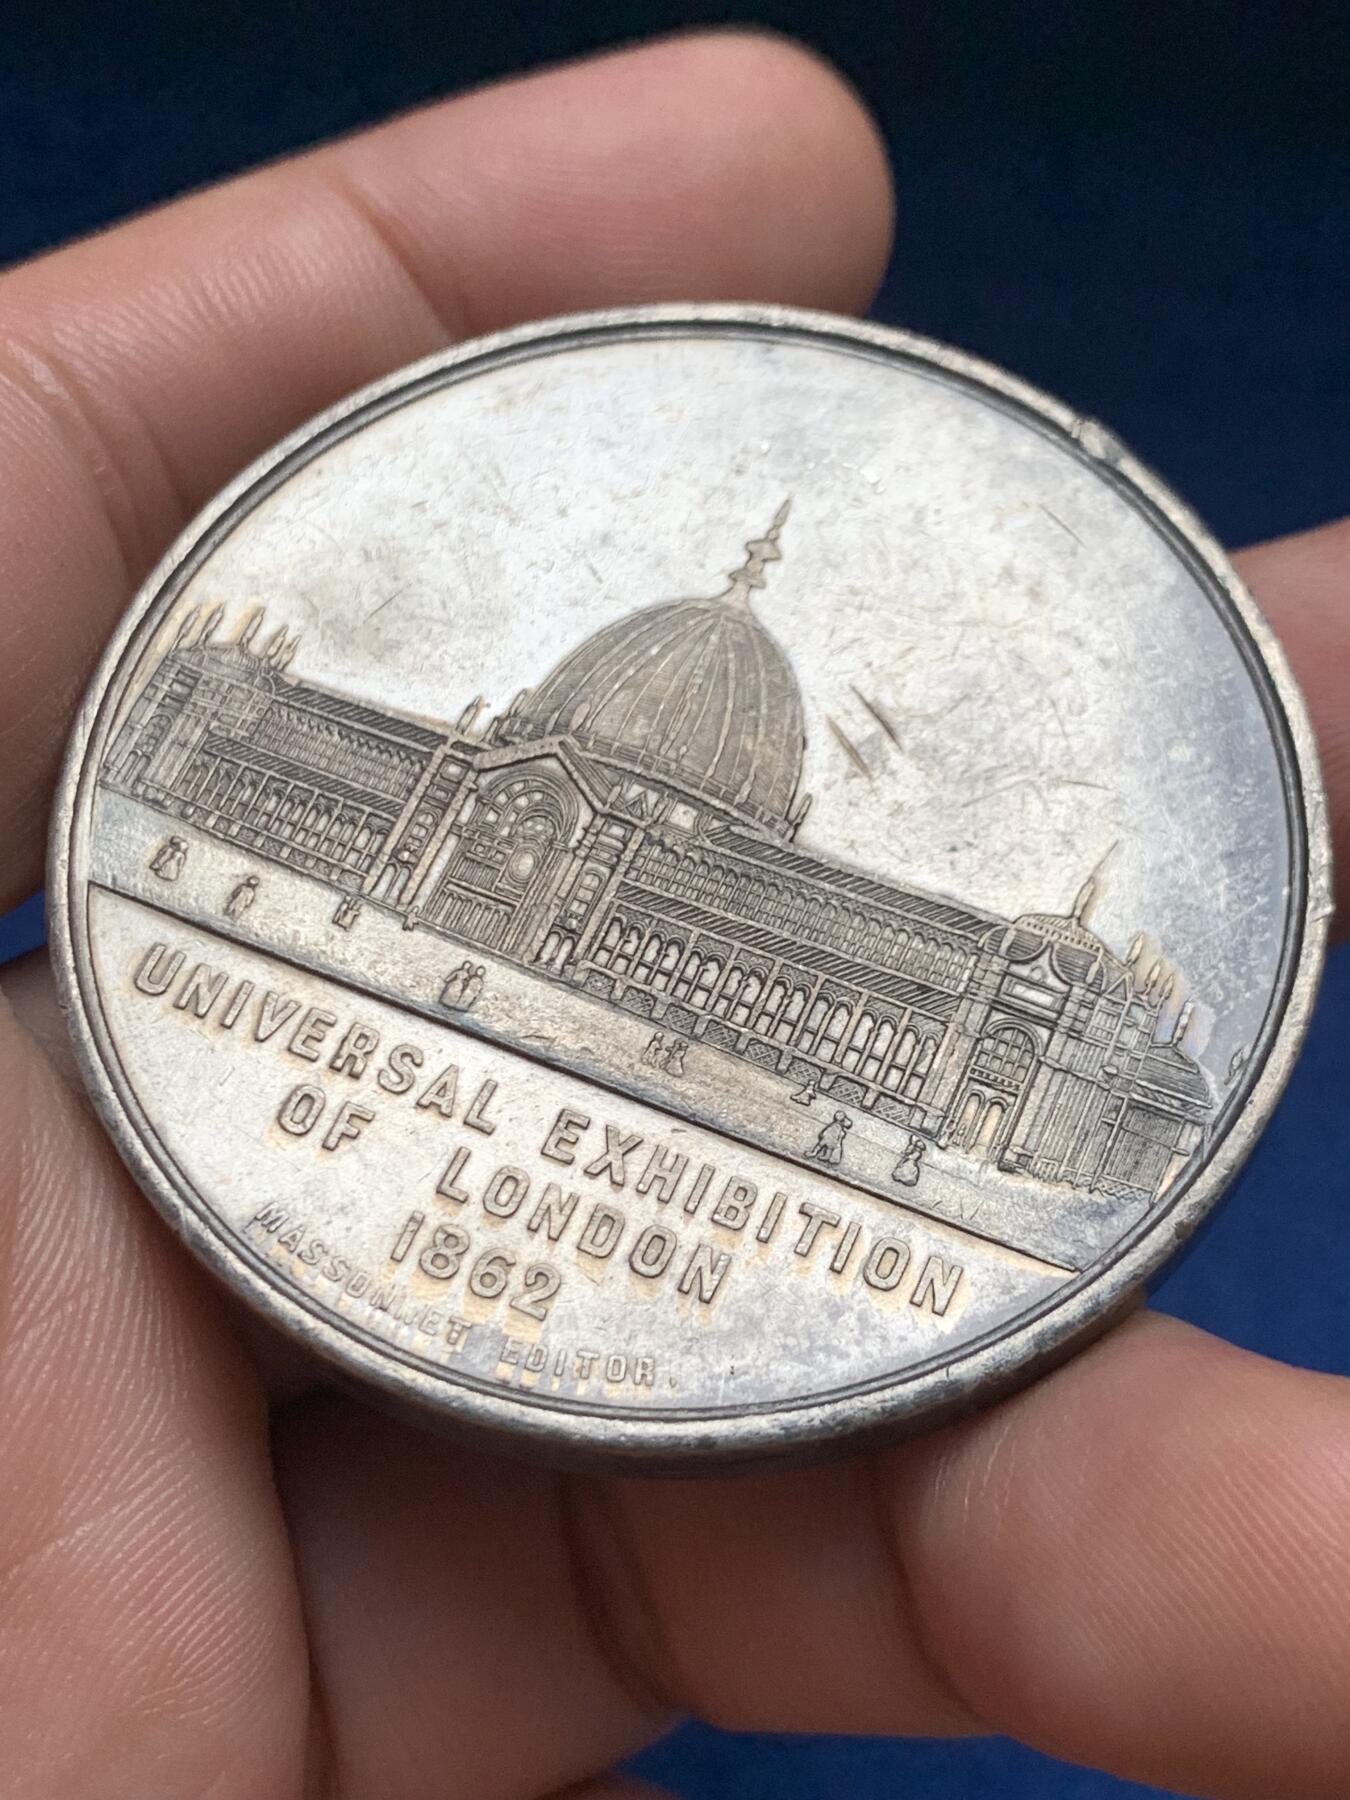 UNIVERSAL EXHIBITION
OF LONDON
1862
MASSONNET EDITOR.